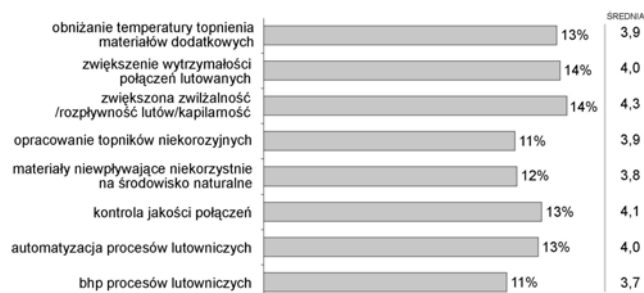 ŚREDNIA
obniżanie temperatury topnienia
materiałów dodatkowych
13%
3,9
zwiększenie wytrzymałości
połączeń lutowanych
14%
4,0
zwiększona zwilżalność
/rozpływność lutów/kapilarność
14%
4,3
opracowanie topników niekorozyjnych
11%
3,9
materiały niewpływające niekorzystnie
na środowisko naturalne
12%
3,8
kontrola jakości połączeń
13%
4,1
automatyzacja procesów lutowniczych
13%
4,0
bhp procesów lutowniczych
11%
3,7